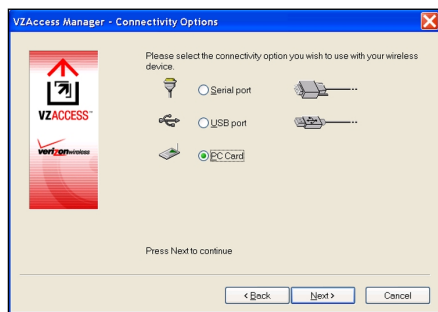 VZAccess Manager - Connectivity Options
Please select the connectivity option you wish to use with your wireless
device.
Serial port
USB port
PC Card
VZACCESS℠
verizonwireless
Press Next to continue
< Back
Next >
Cancel